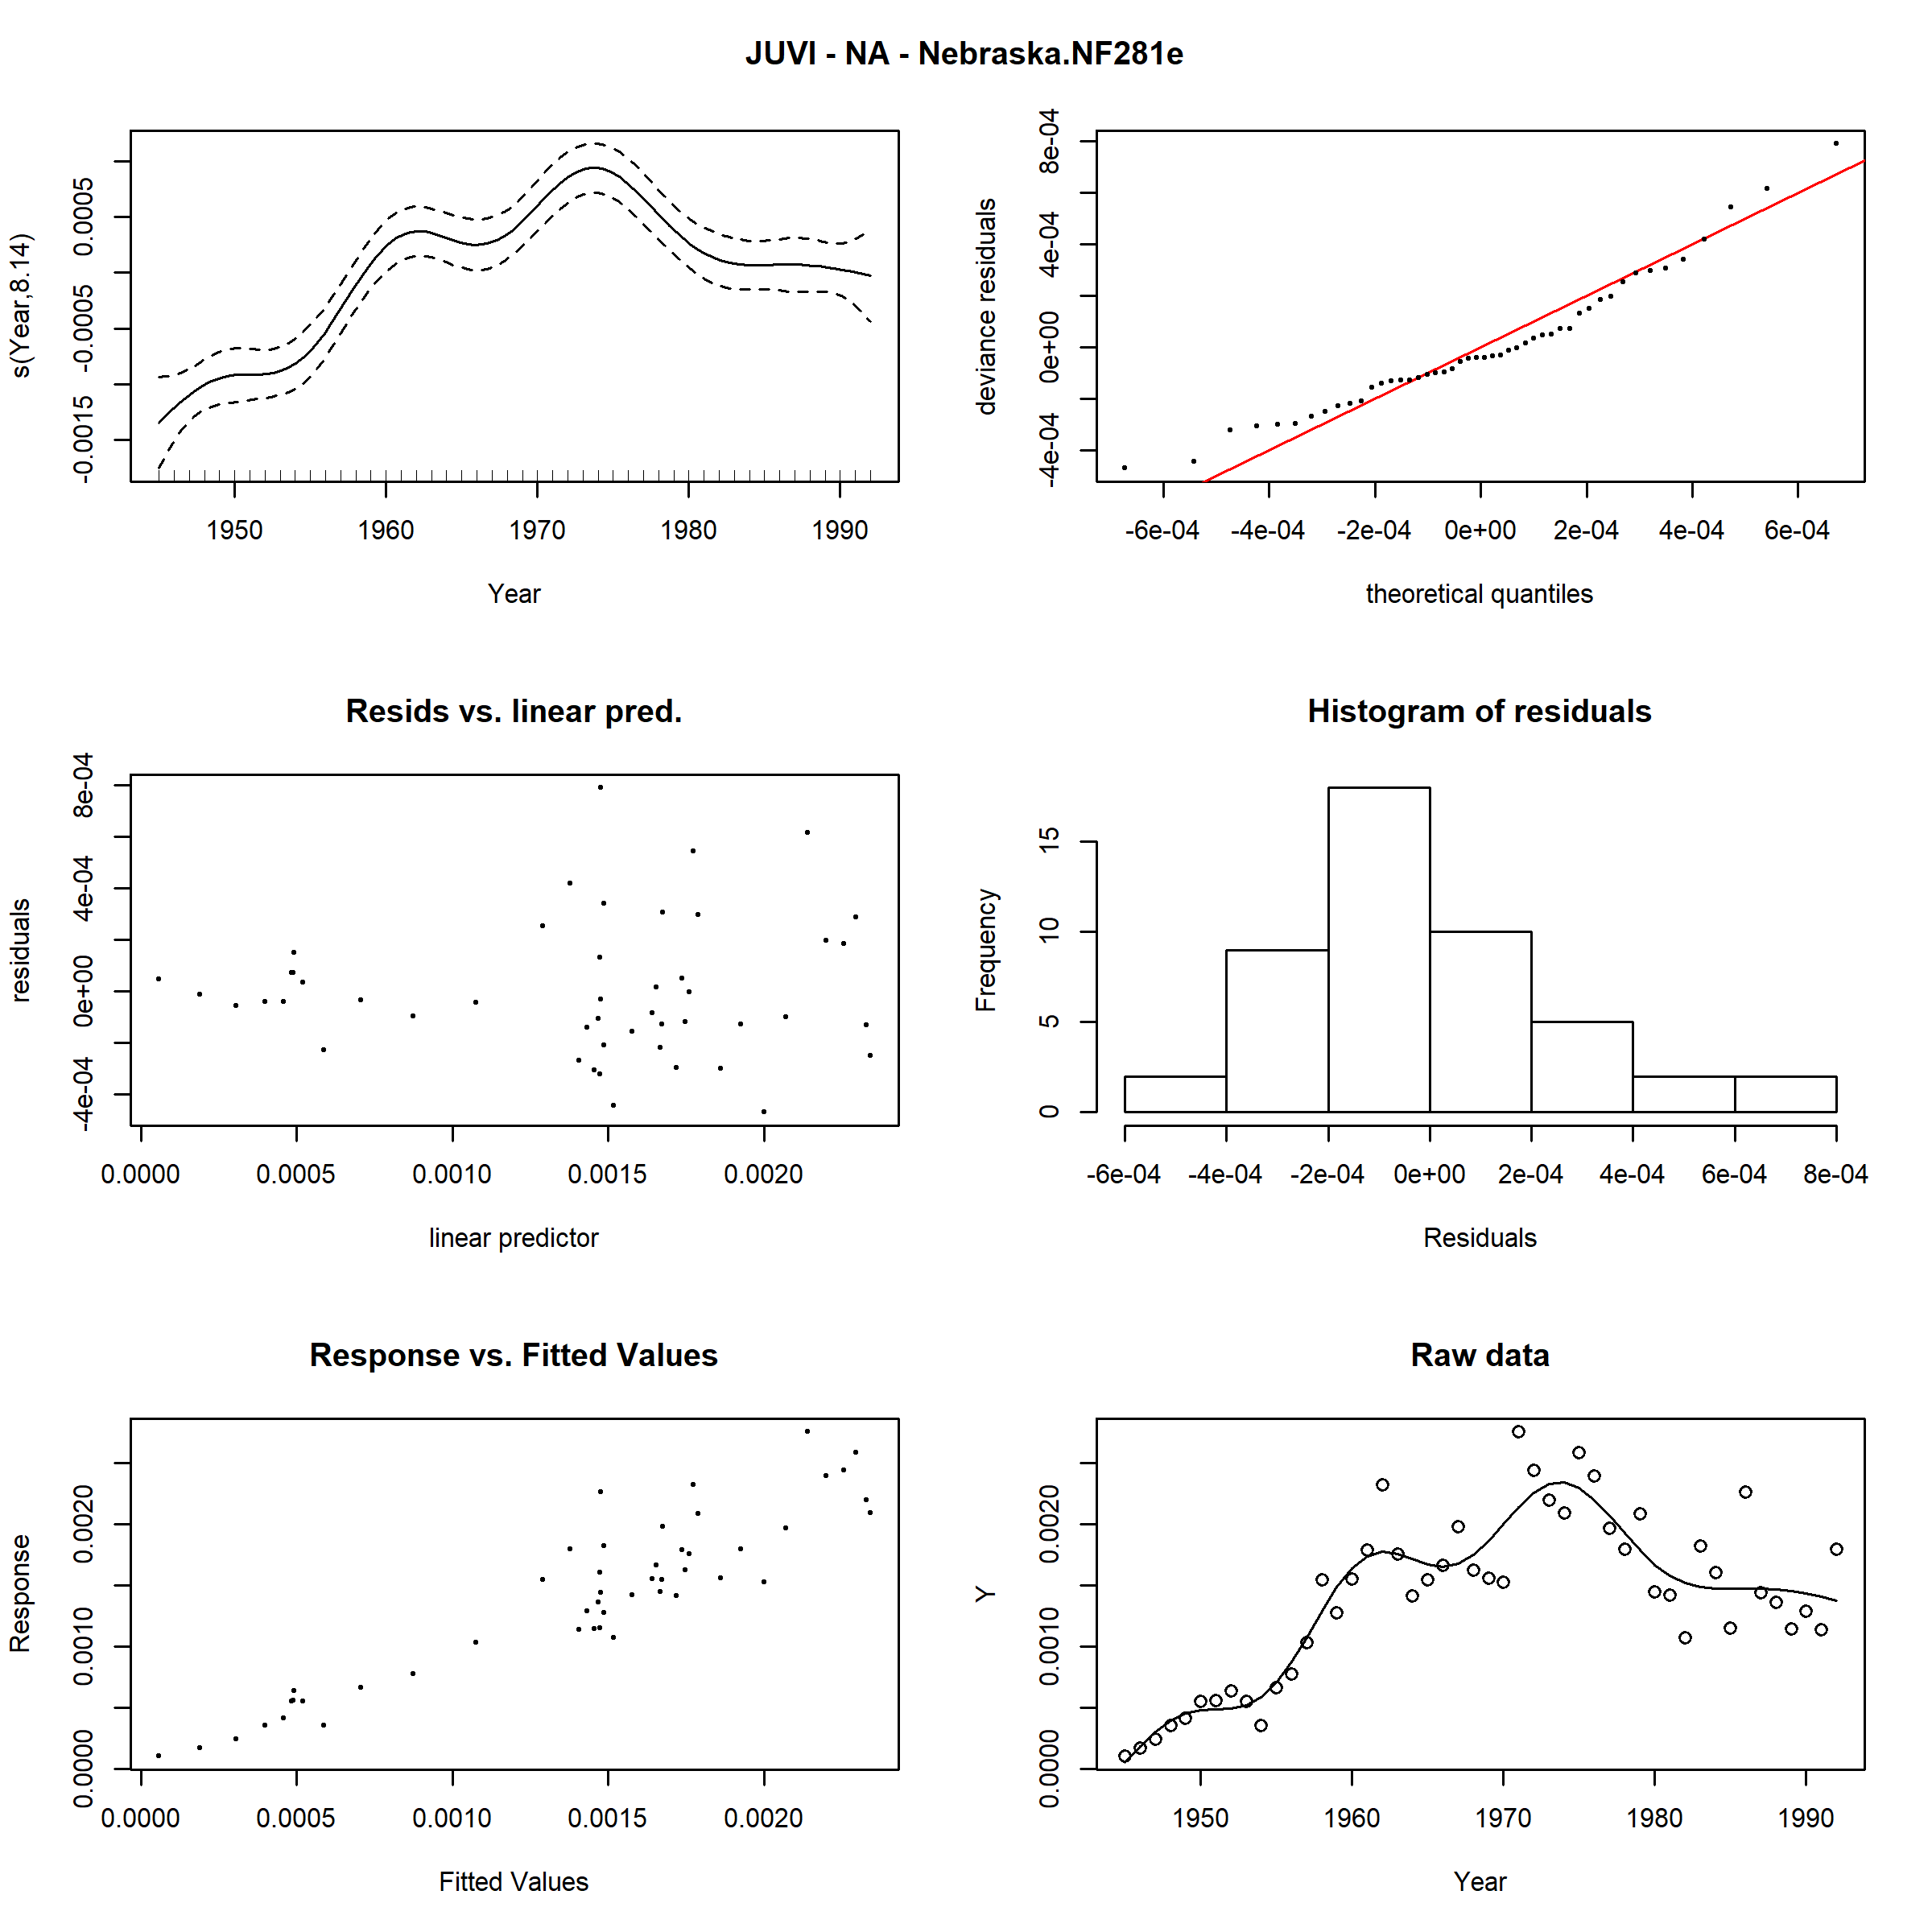 JUVI - NA - Nebraska.NF281e
s(Year,8.14)
-0.0015 -0.0005 0.0005
1950 1960 1970 1980 1990
Year
deviance residuals
-4e-04 0e+00 4e-04 8e-04
-6e-04 -4e-04 -2e-04 0e+00 2e-04 4e-04 6e-04
theoretical quantiles
Resids vs. linear pred.
residuals
-4e-04 0e+00 4e-04 8e-04
0.0000 0.0005 0.0010 0.0015 0.0020
linear predictor
Histogram of residuals
Frequency
0 5 10 15
-6e-04 -4e-04 -2e-04 0e+00 2e-04 4e-04 6e-04 8e-04
Residuals
Response vs. Fitted Values
Response
0.0000 0.0010 0.0020
0.0000 0.0005 0.0010 0.0015 0.0020
Fitted Values
Raw data
Y
0.0000 0.0010 0.0020
1950 1960 1970 1980 1990
Year